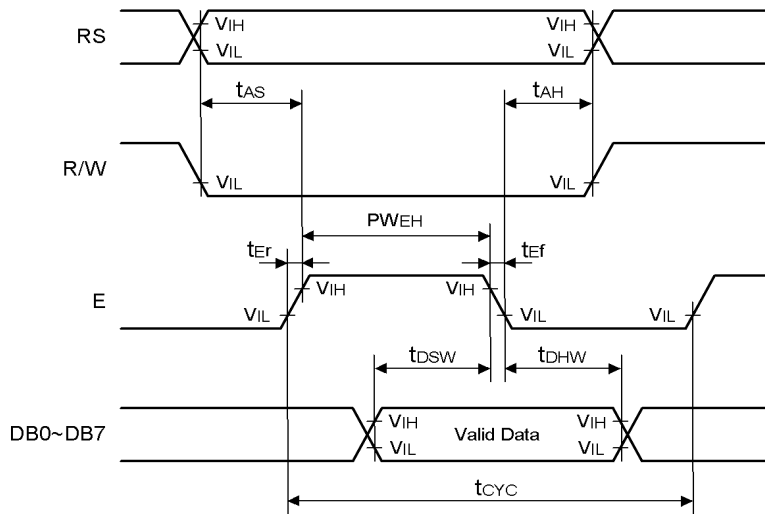 RS
VIH
VIH
VIL
VIL
tAS
tAH
R/W
VIL
VIL
PWEH
tEr
tEf
E
VIH
VIH
VIL
VIL
VIL
tDSW
tDHW
DB0~DB7
VIH
Valid Data
VIH
VIL
VIL
tCYC